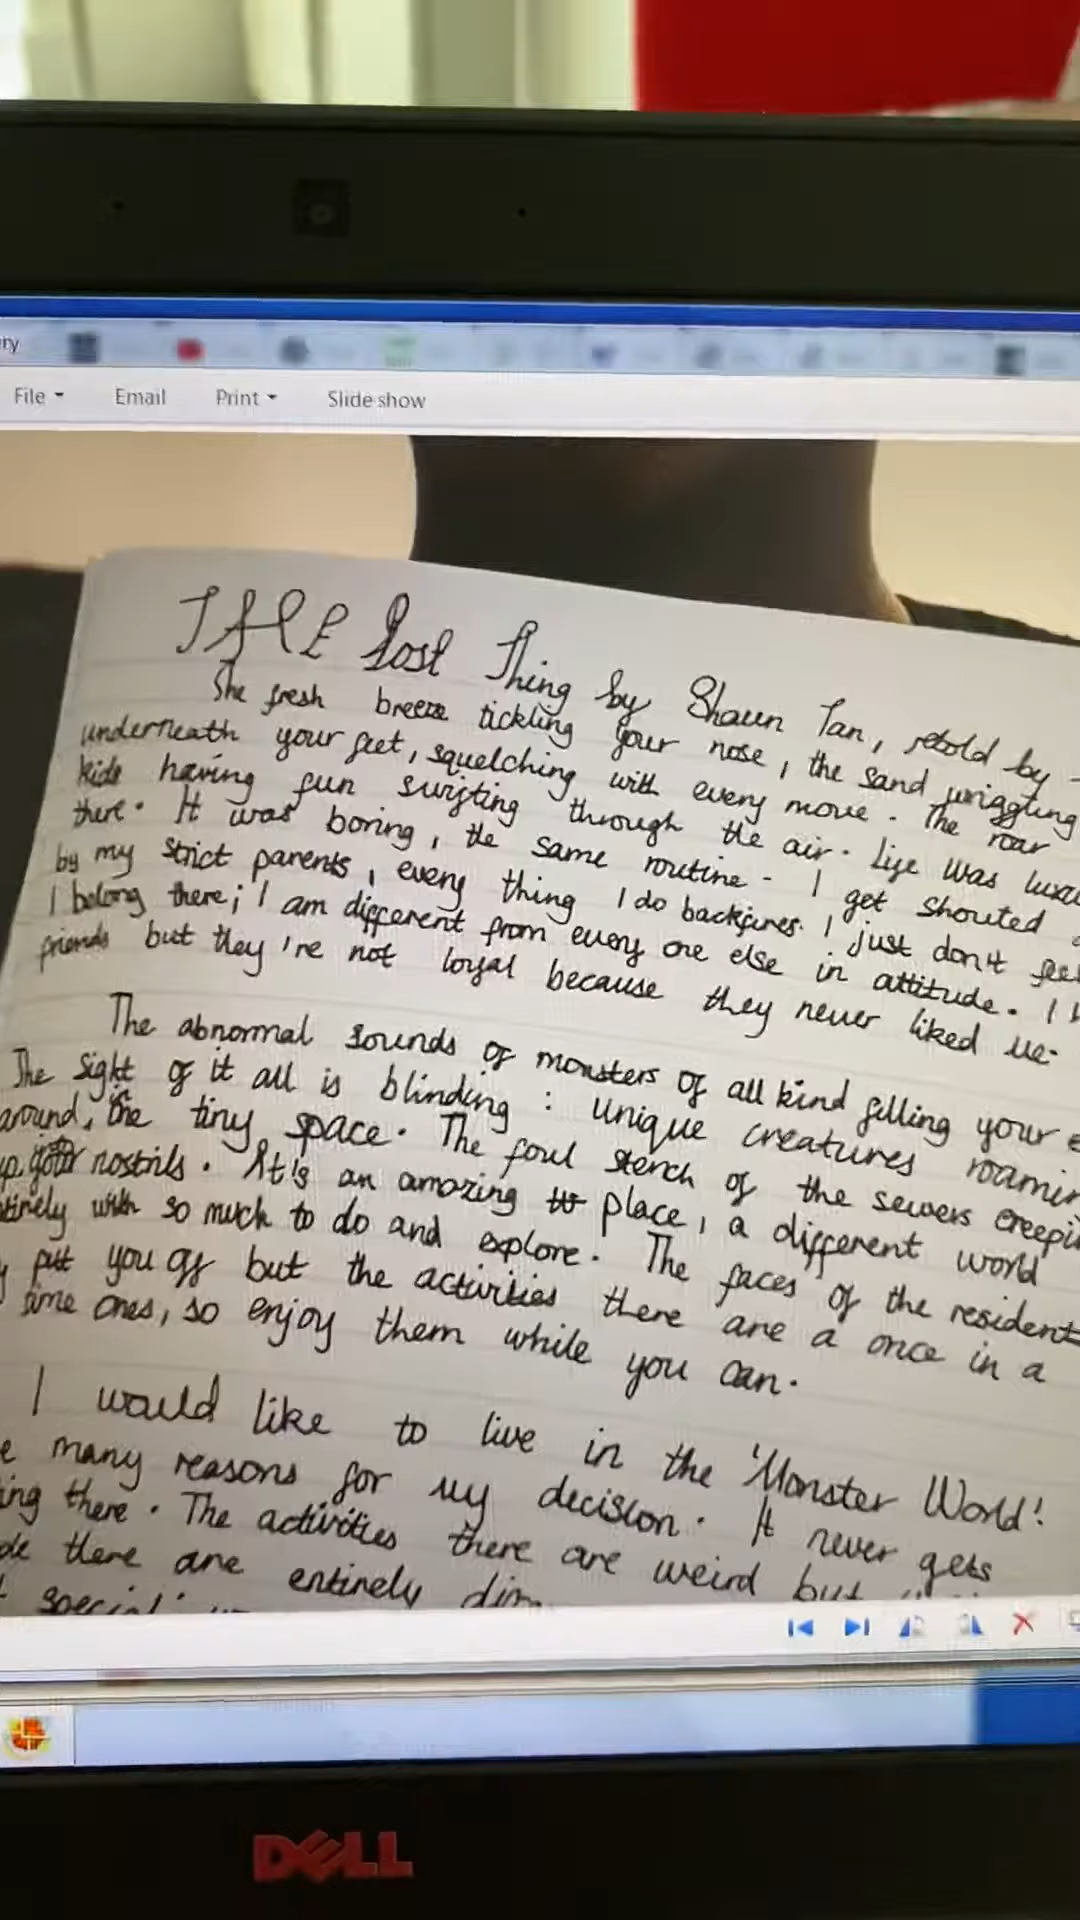 File Email Print Slide show
THE Lost Thing by Shaun Tan, retold by
The fresh breeze tickling your nose, the sand wriggling
underneath your feet, squelching with every move. The roar
kids having fun swifting through the air. Life was
there. It was boring, the same routine. I get shouted
by my strict parents, every thing I do backfires. I just don't feel
I belong there; I am different from every one else in attitude. I
friends but they're not loyal because they never liked me.
The abnormal sounds of monsters of all kind filling your
The sight of it all is blinding: unique creatures
around, in the tiny space. The foul stench of the sewers
up your nostrils. It's an amazing place, a different world
with so much to do and explore. The faces of the
put you off but the activities there are a once in a
ones, so enjoy them while you can.
I would like to live in the 'Monster World!
many reasons for my decision. It never gets
there. The activities there are weird but
there are entirely
DELL